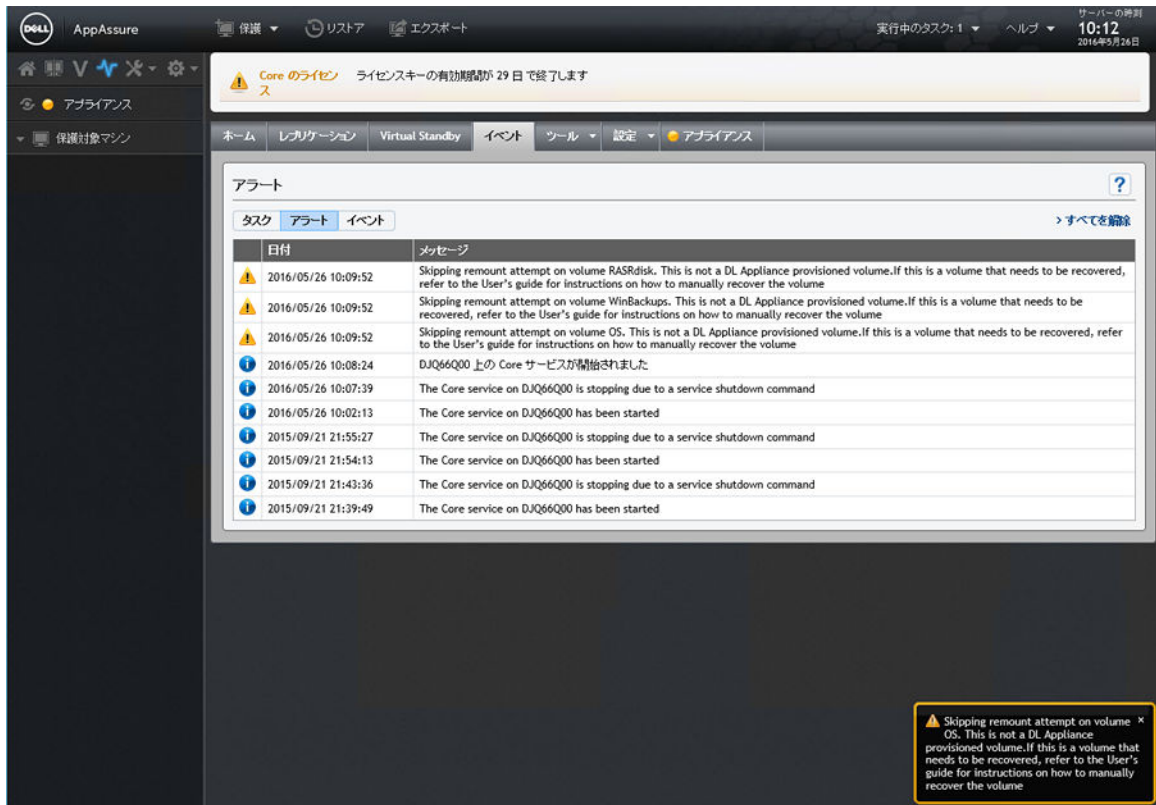 DELL AppAssure 保護 リストア エクスポート 実行中のタスク: 1 ヘルプ サーバーの時刻
10:12
2016年5月26日
V
Core のライセン ライセンスキーの有効期間が 29 日 で終了します
ス
アプライアンス
保護対象マシン
ホーム レプリケーション Virtual Standby イベント ツール 設定 アプライアンス
アラート ?
タスク アラート イベント > すべてを解除
日付 メッセージ
2016/05/26 10:09:52 Skipping remount attempt on volume RASRdisk. This is not a DL Appliance provisioned volume.If this is a volume that needs to be recovered,
refer to the User's guide for instructions on how to manually recover the volume
2016/05/26 10:09:52 Skipping remount attempt on volume WinBackups. This is not a DL Appliance provisioned volume.If this is a volume that needs to be
recovered, refer to the User's guide for instructions on how to manually recover the volume
2016/05/26 10:09:52 Skipping remount attempt on volume OS. This is not a DL Appliance provisioned volume.If this is a volume that needs to be recovered, refer
to the User's guide for instructions on how to manually recover the volume
2016/05/26 10:08:24 DJQ66Q00 上の Core サービスが開始されました
2016/05/26 10:07:39 The Core service on DJQ66Q00 is stopping due to a service shutdown command
2016/05/26 10:02:13 The Core service on DJQ66Q00 has been started
2015/09/21 21:55:27 The Core service on DJQ66Q00 is stopping due to a service shutdown command
2015/09/21 21:54:13 The Core service on DJQ66Q00 has been started
2015/09/21 21:43:36 The Core service on DJQ66Q00 is stopping due to a service shutdown command
2015/09/21 21:39:49 The Core service on DJQ66Q00 has been started
Skipping remount attempt on volume ×
OS. This is not a DL Appliance
provisioned volume.If this is a volume that
needs to be recovered, refer to the User's
guide for instructions on how to manually
recover the volume